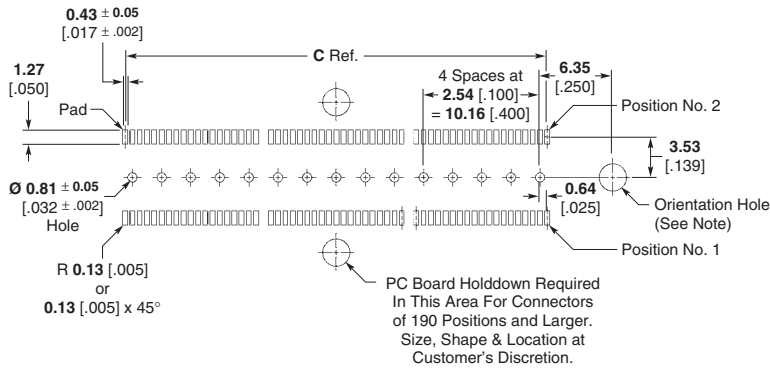 0.43 ± 0.05
[.017 ± .002]
C Ref.
1.27
[.050]
4 Spaces at
2.54 [.100]
= 10.16 [.400]
6.35
[.250]
Pad
Position No. 2
3.53
[.139]
Ø 0.81 ± 0.05
[.032 ± .002]
Hole
0.64
[.025]
Orientation Hole
(See Note)
Position No. 1
R 0.13 [.005]
or
0.13 [.005] x 45°
PC Board Holddown Required
In This Area For Connectors
of 190 Positions and Larger.
Size, Shape & Location at
Customer's Discretion.